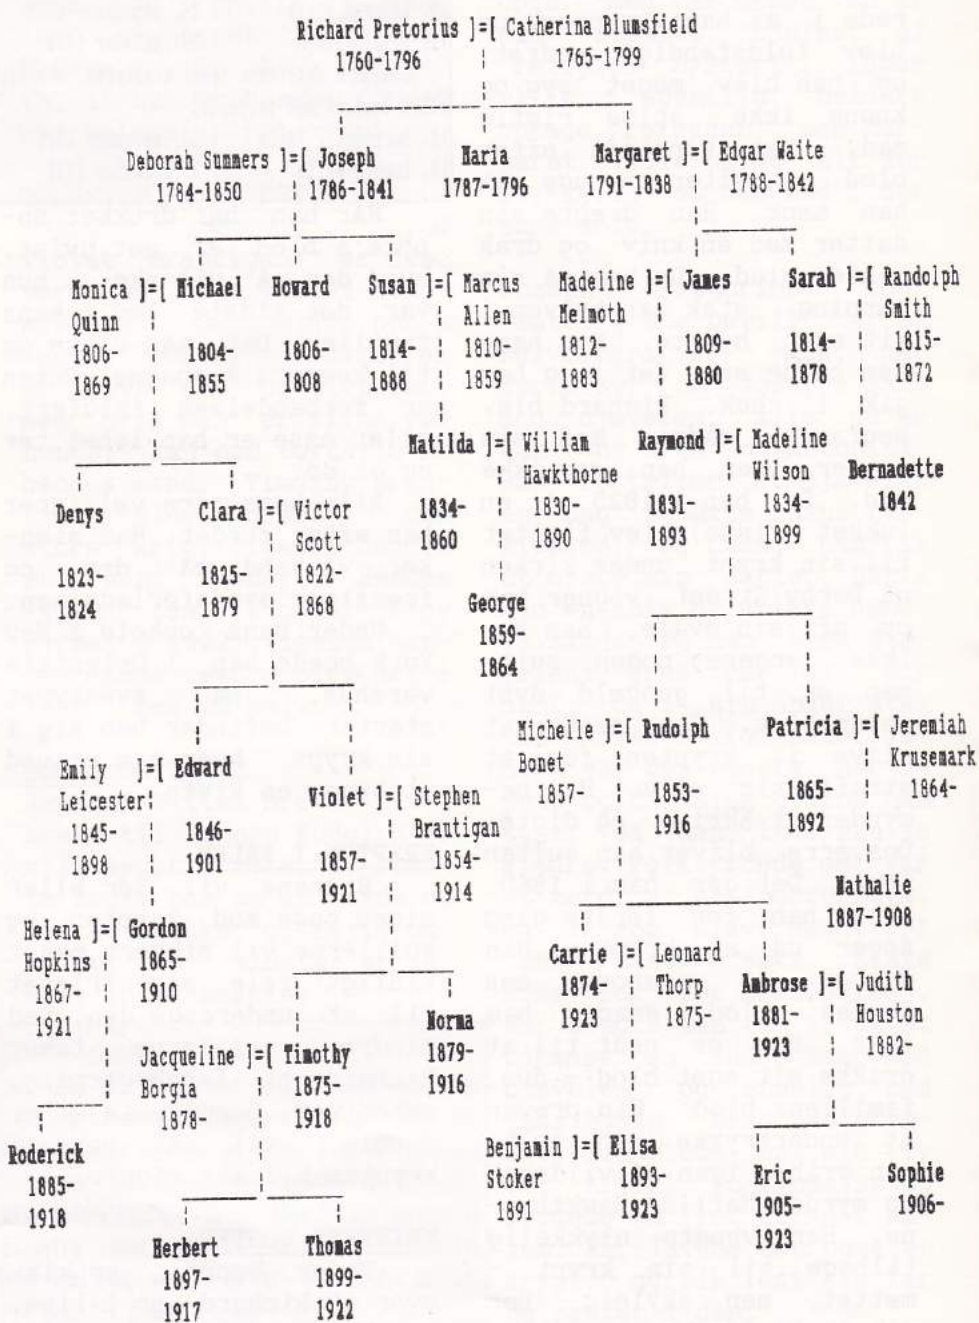 Richard Pretorius ]=[ Catherina Blumsfield
1760-1796 1765-1799
Deborah Summers ]=[ Joseph Maria Margaret ]=[ Edgar Waite
1784-1850 1786-1841 1787-1796 1791-1838 1788-1842
Monica ]=[ Michael Howard Susan ]=[ Marcus Madeline ]=[ James Sarah ]=[ Randolph
Quinn Allen Melmoth Smith
1806- 1804- 1806- 1814- 1810- 1812- 1809- 1814- 1815-
1869 1855 1808 1888 1859 1883 1880 1878 1872
Matilda ]=[ William Raymond ]=[ Madeline
Hawkthorne Wilson Bernadette
Denys Clara ]=[ Victor 1834- 1830- 1831- 1834- 1842
Scott 1860 1890 1893 1899
1823- 1825- 1822-
1824 1879 1868 George
1859-
1864
Michelle ]=[ Rudolph Patricia ]=[ Jeremiah
Bonet Krusemark
Emily ]=[ Edward 1857- 1853- 1865- 1864-
Leicester Violet ]=[ Stephen 1916 1892
1845- 1846- Brautigan
1898 1901 1857- 1854-
1921 1914 Nathalie
1887-1908
Helena ]=[ Gordon
Hopkins 1865- Carrie ]=[ Leonard
1867- 1910 1874- Thorp Ambrose ]=[ Judith
1921 1923 1875- 1881- Houston
Norma 1923 1882-
Jacqueline ]=[ Timothy 1879-
Borgia 1875- 1916
1878- 1918
Benjamin ]=[ Elisa
Roderick Stoker 1893- Eric Sophie
1885- 1891 1923 1905- 1906-
1918 1923
Herbert Thomas
1897- 1899-
1917 1922